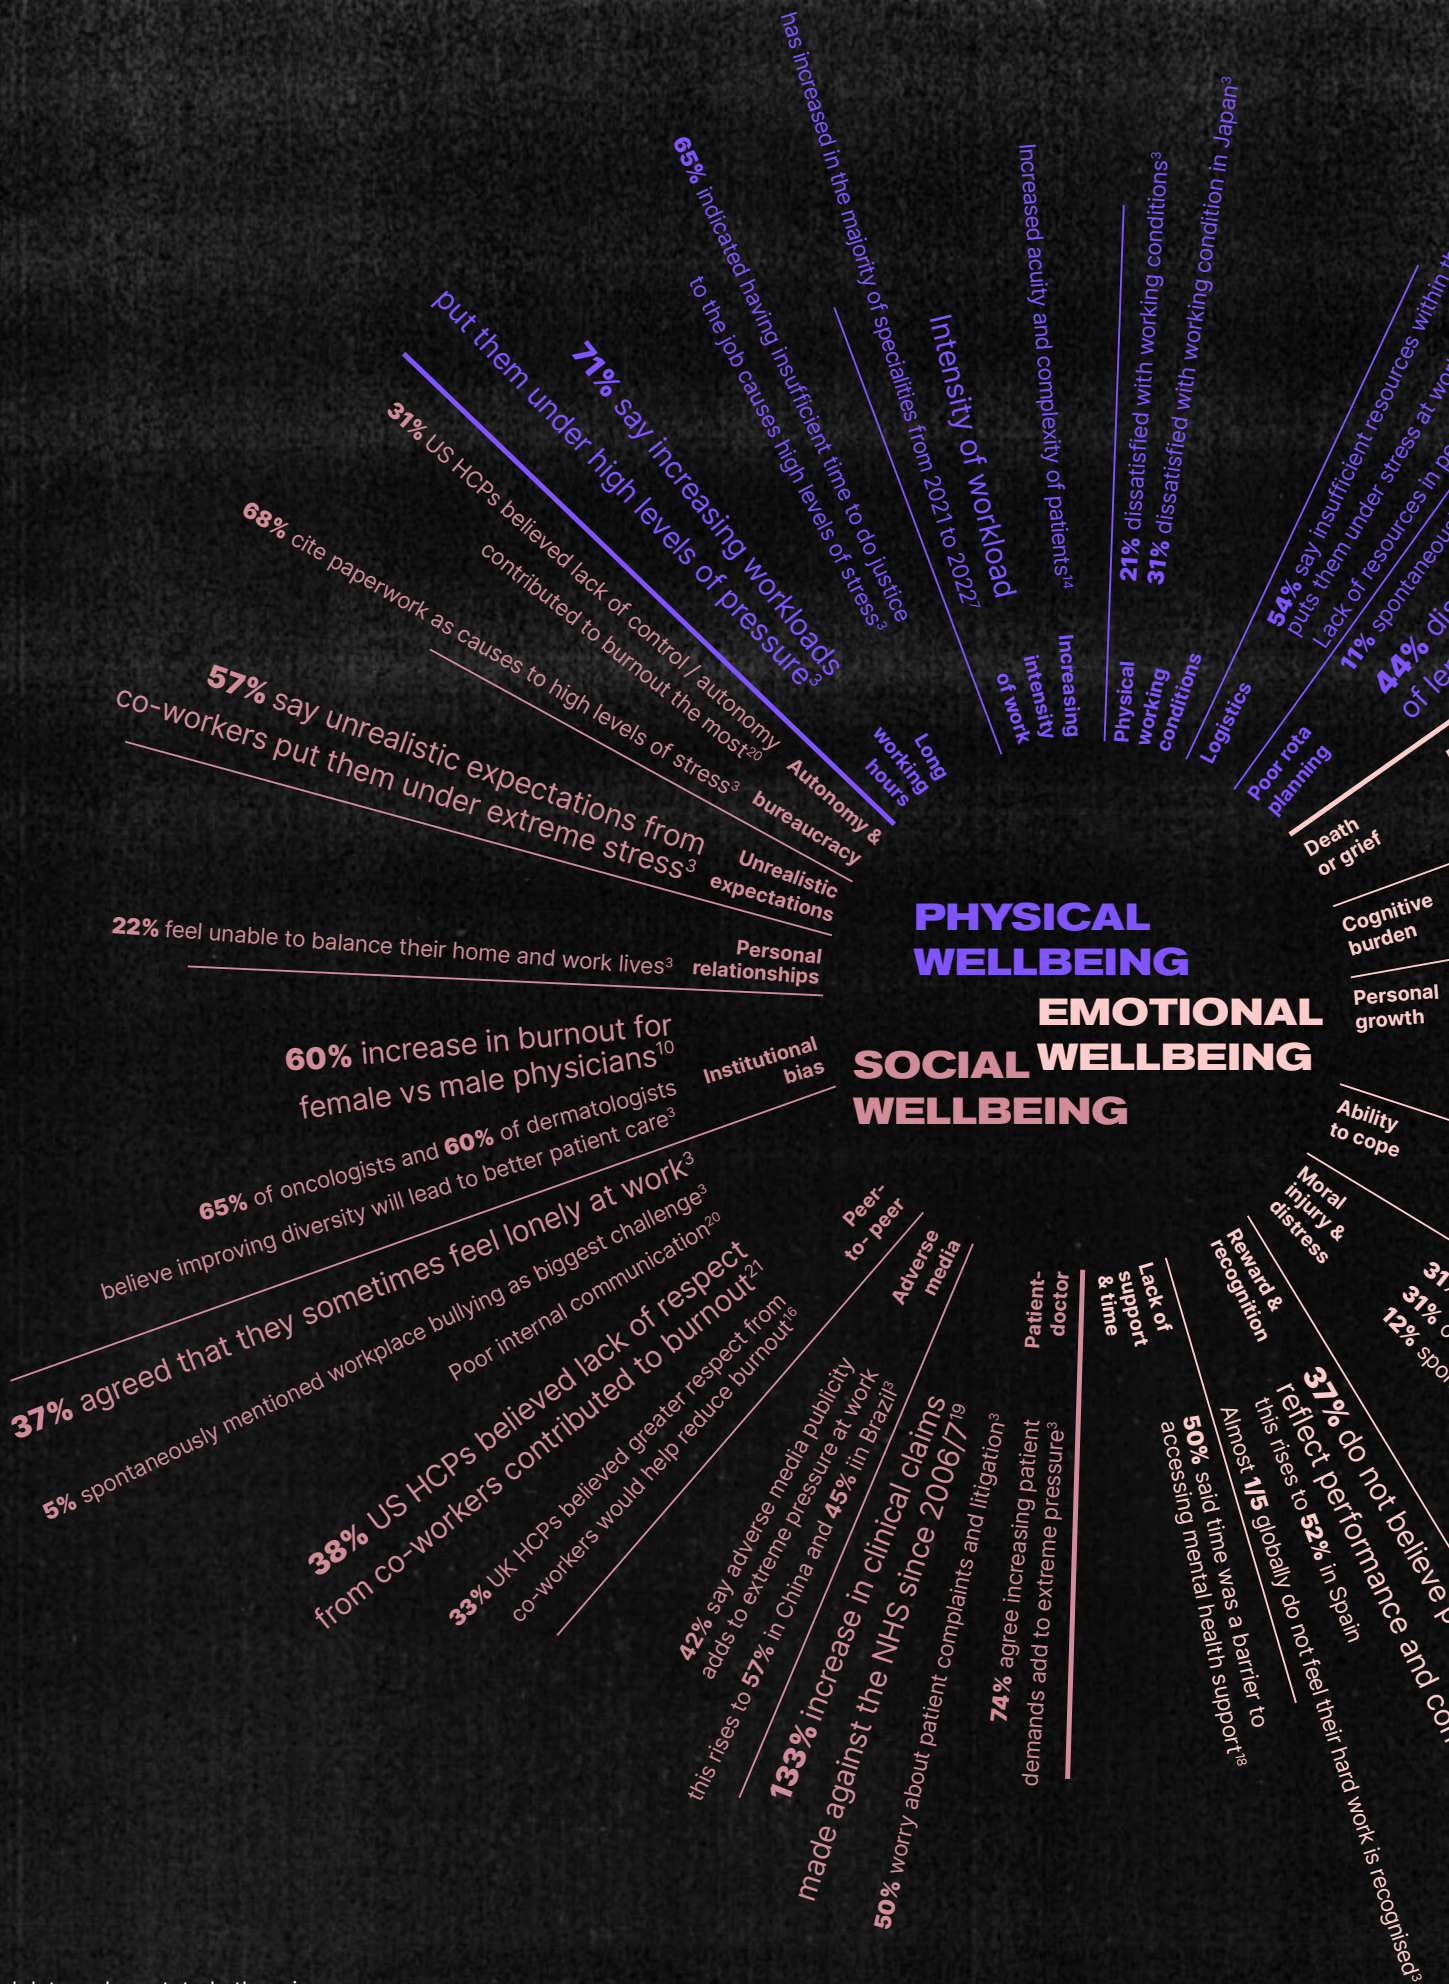 PHYSICAL
WELLBEING
EMOTIONAL
WELLBEING
SOCIAL
WELLBEING
Long
working
hours
71% say increasing workloads
put them under high levels of pressure³
65% indicated having insufficient time to do justice
to the job causes high levels of stress³
Increasing
intensity
of work
Intensity of workload
has increased in the majority of specialities from 2021 to 2022⁷
Increased acuity and complexity of patients¹⁴
Physical
working
conditions
21% dissatisfied with working conditions³
31% dissatisfied with working condition in Japan³
Logistics
54% say insufficient resources within
puts them under stress at
Lack of resources in
Poor rota
planning
11%
44%
of
Death
or grief
Cognitive
burden
Personal
growth
Ability
to cope
Moral
injury &
distress
31% 
12%
Reward &
recognition
37% do not believe
reflect performance and
this rises to 52% in Spain
Almost 1/5 globally do not feel their hard work is recognised³
Lack of
support
& time
50% said time was a barrier to
accessing mental health support¹⁸
Patient-
doctor
74% agree increasing patient
demands add to extreme pressure³
50% worry about patient complaints and litigation³
133% increase in clinical claims
made against the NHS since 2006/7¹⁹
Adverse
media
42% say adverse media publicity
adds to extreme pressure at work
this rises to 57% in China and 45% iin Brazil³
Peer-
to- peer
37% agreed that they sometimes feel lonely at work³
5% spontaneously mentioned workplace bullying as biggest challenge³
Poor internal communication²⁰
38% US HCPs believed lack of respect
from co-workers contributed to burnout²¹
33% UK HCPs believed greater respect from
co-workers would help reduce burnout¹⁶
Institutional
bias
60% increase in burnout for
female vs male physicians¹⁰
65% of oncologists and 60% of dermatologists
believe improving diversity will lead to better patient care³
Personal
relationships
22% feel unable to balance their home and work lives³
Unrealistic
expectations
57% say unrealistic expectations from
co-workers put them under extreme stress³
Autonomy &
bureaucracy
31% US HCPs believed lack of control / autonomy
contributed to burnout the most²⁰
68% cite paperwork as causes to high levels of stress³